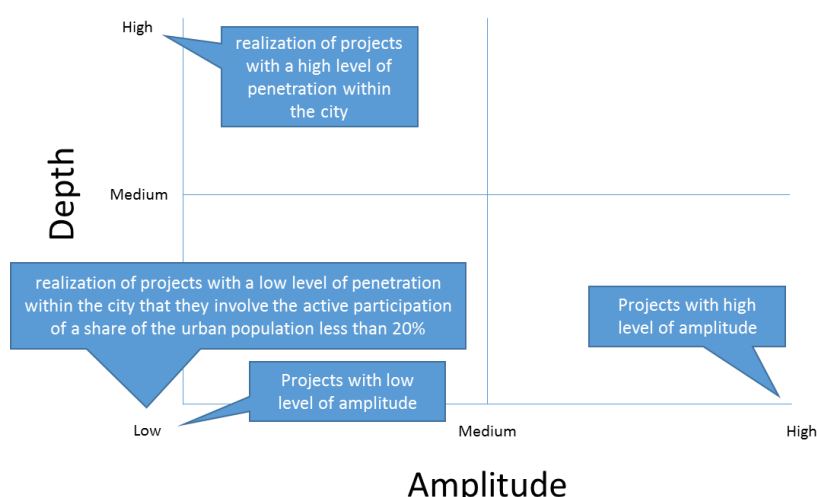 High
realization of projects
with a high level of
penetration within
the city
Medium
Depth
realization of projects with a low level of penetration
within the city that they involve the active participation
of a share of the urban population less than 20%
Projects with high
level of amplitude
Projects with low
level of amplitude
Low
Medium
High
Amplitude